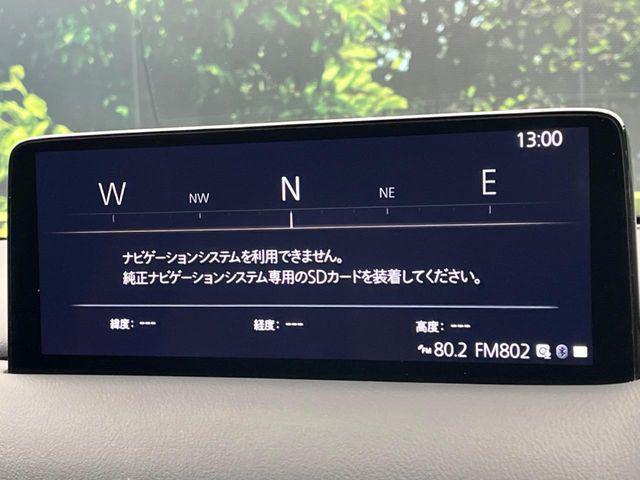 13:00
W NW N NE E
ナビゲーションシステムを利用できません。
純正ナビゲーションシステム専用のSDカードを装着してください。
緯度: --- 経度: --- 高度: ---
FM 80.2 FM802